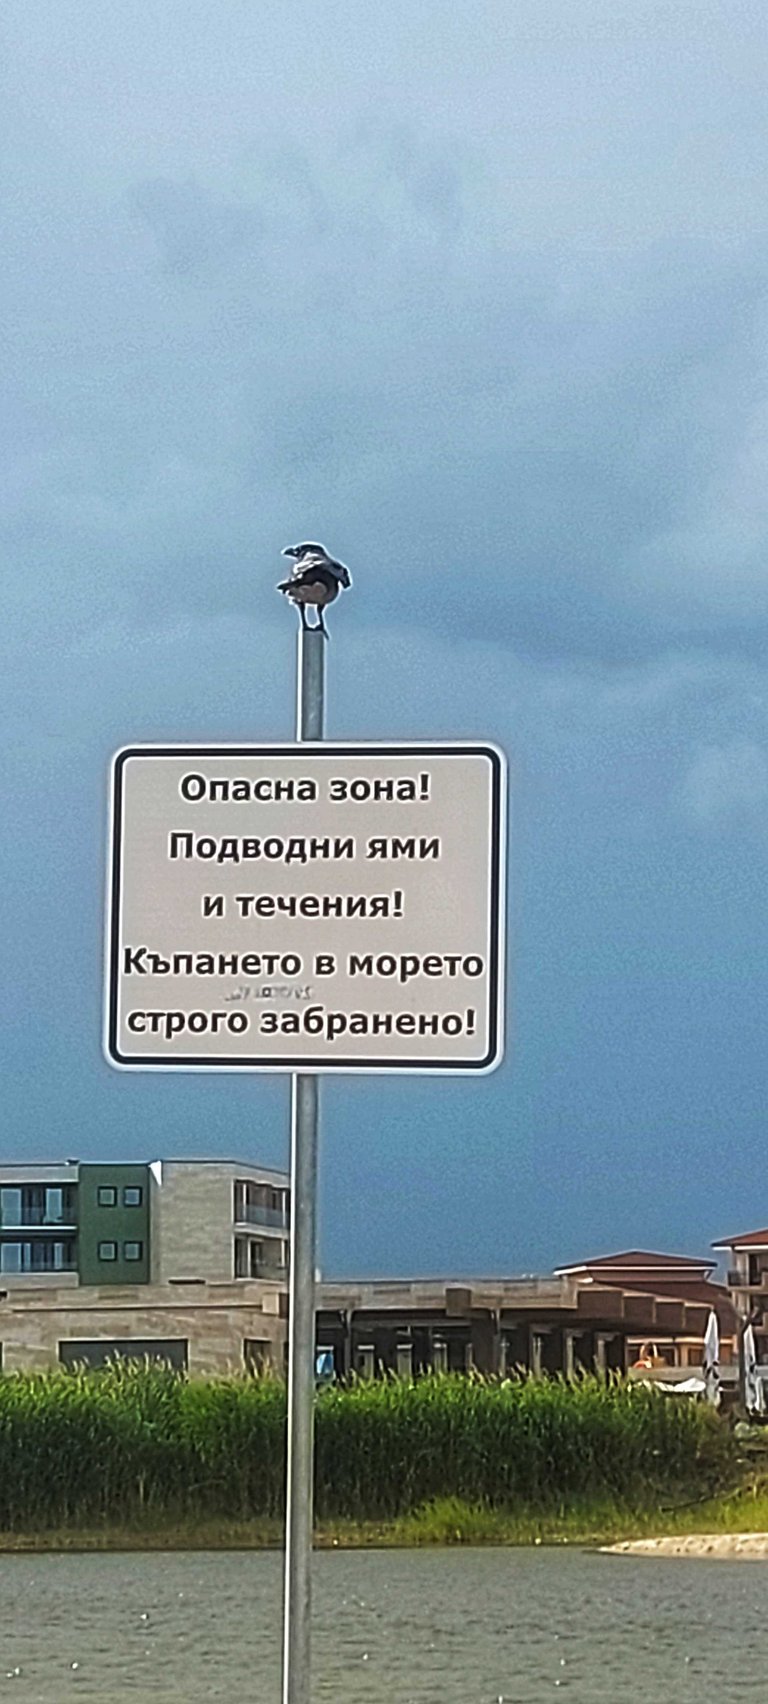 Опасна зона!
Подводни ями
и течения!
Къпането в морето
строго забранено!